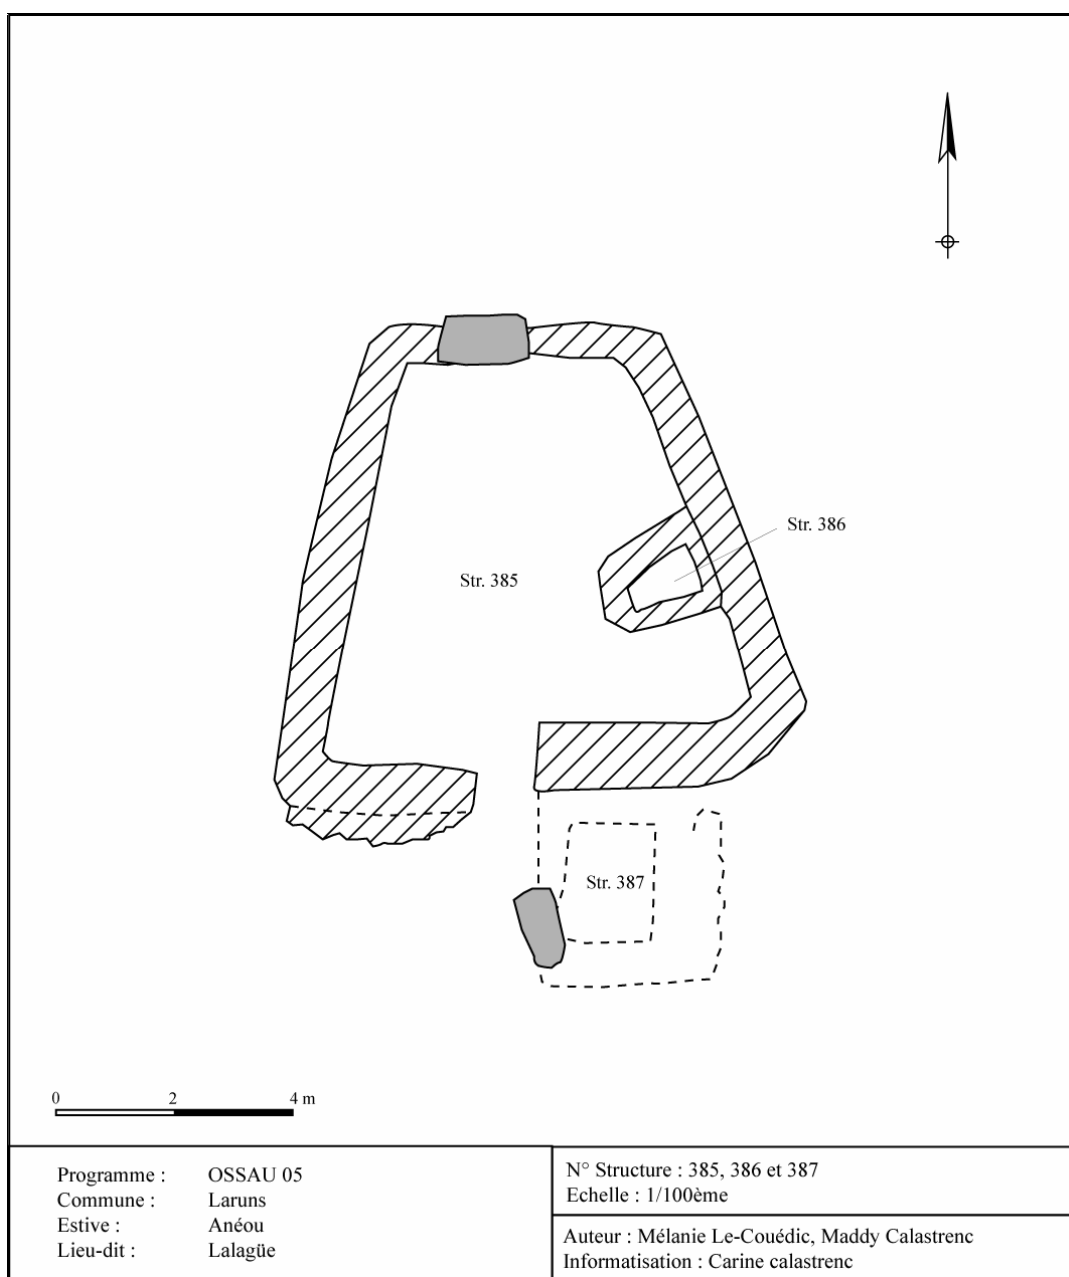 Str. 386
Str. 385
Str. 387
0 2 4 m
Programme : OSSAU 05
Commune : Laruns
Estive : Anéou
Lieu-dit : Lalagüe
N° Structure : 385, 386 et 387
Echelle : 1/100ème
Auteur : Mélanie Le-Couédic, Maddy Calastrenc
Informatisation : Carine calastrenc